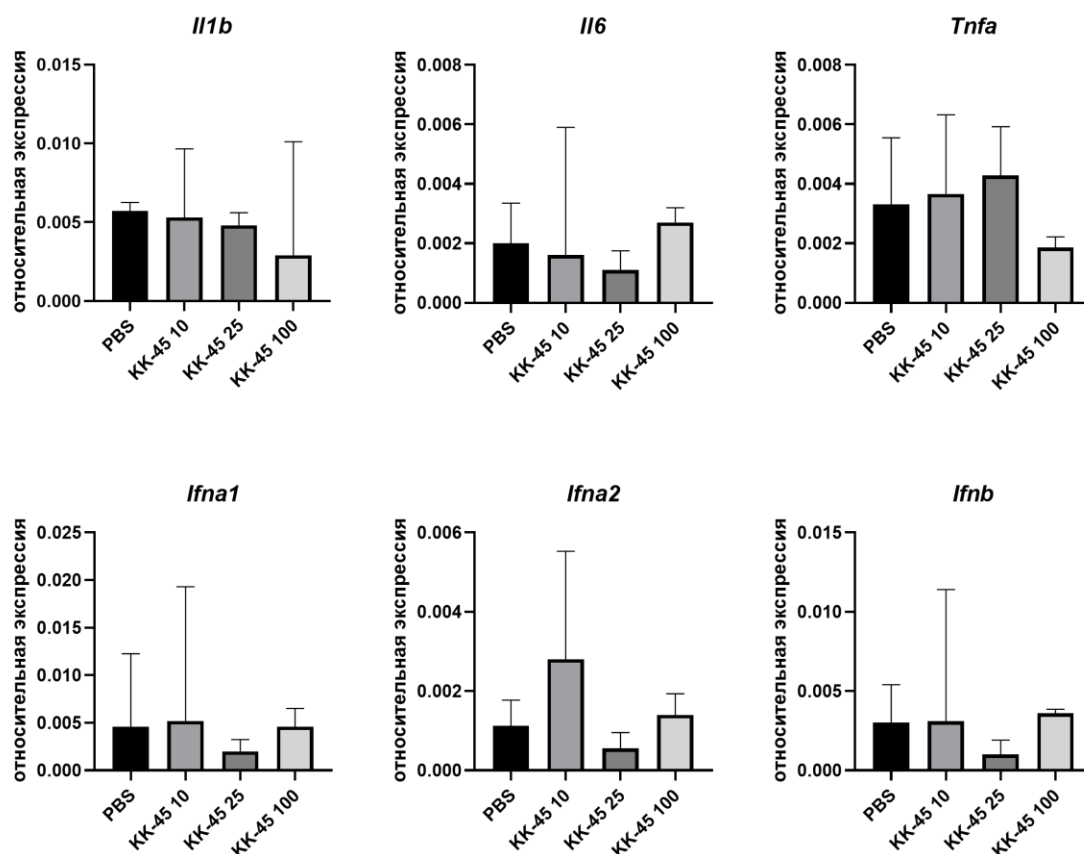 Il1b
относительная экспрессия
0.015
0.010
0.005
0.000
PBS
KK-45 10
KK-45 25
KK-45 100
Il6
относительная экспрессия
0.008
0.006
0.004
0.002
0.000
PBS
KK-45 10
KK-45 25
KK-45 100
Tnfa
относительная экспрессия
0.008
0.006
0.004
0.002
0.000
PBS
KK-45 10
KK-45 25
KK-45 100
Ifna1
относительная экспрессия
0.025
0.020
0.015
0.010
0.005
0.000
PBS
KK-45 10
KK-45 25
KK-45 100
Ifna2
относительная экспрессия
0.006
0.004
0.002
0.000
PBS
KK-45 10
KK-45 25
KK-45 100
Ifnb
относительная экспрессия
0.015
0.010
0.005
0.000
PBS
KK-45 10
KK-45 25
KK-45 100